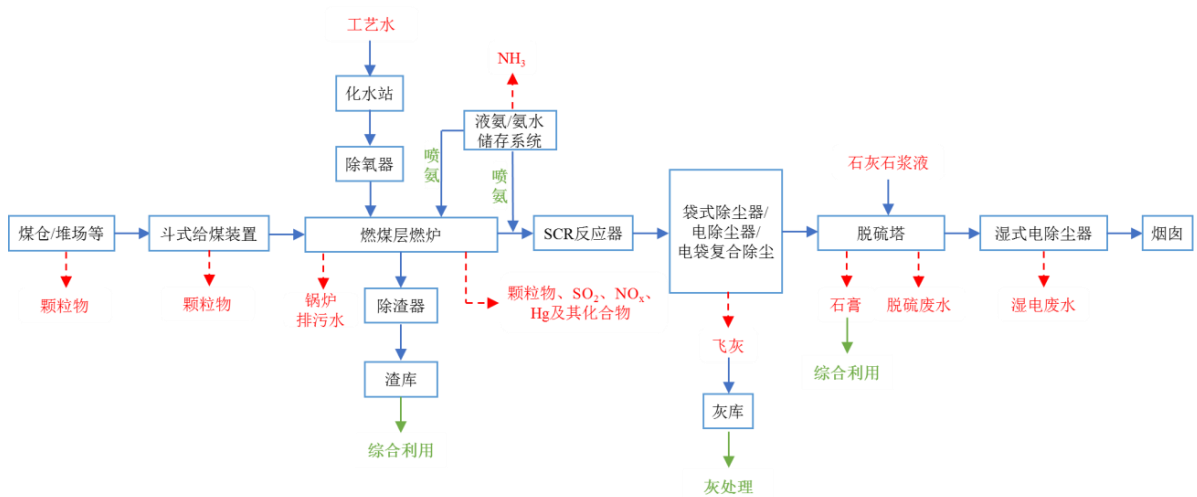 工艺水
NH3
化水站
液氨/氨水
储存系统
喷氨
喷氨
除氧器
石灰石浆液
煤仓/堆场等
斗式给煤装置
燃煤层燃炉
SCR反应器
袋式除尘器/
电除尘器/
电袋复合除尘
脱硫塔
湿式电除尘器
烟囱
颗粒物
颗粒物
锅炉
排污水
除渣器
颗粒物、SO2、NOx、
Hg及其化合物
石膏
脱硫废水
湿电废水
飞灰
渣库
综合利用
灰库
综合利用
灰处理